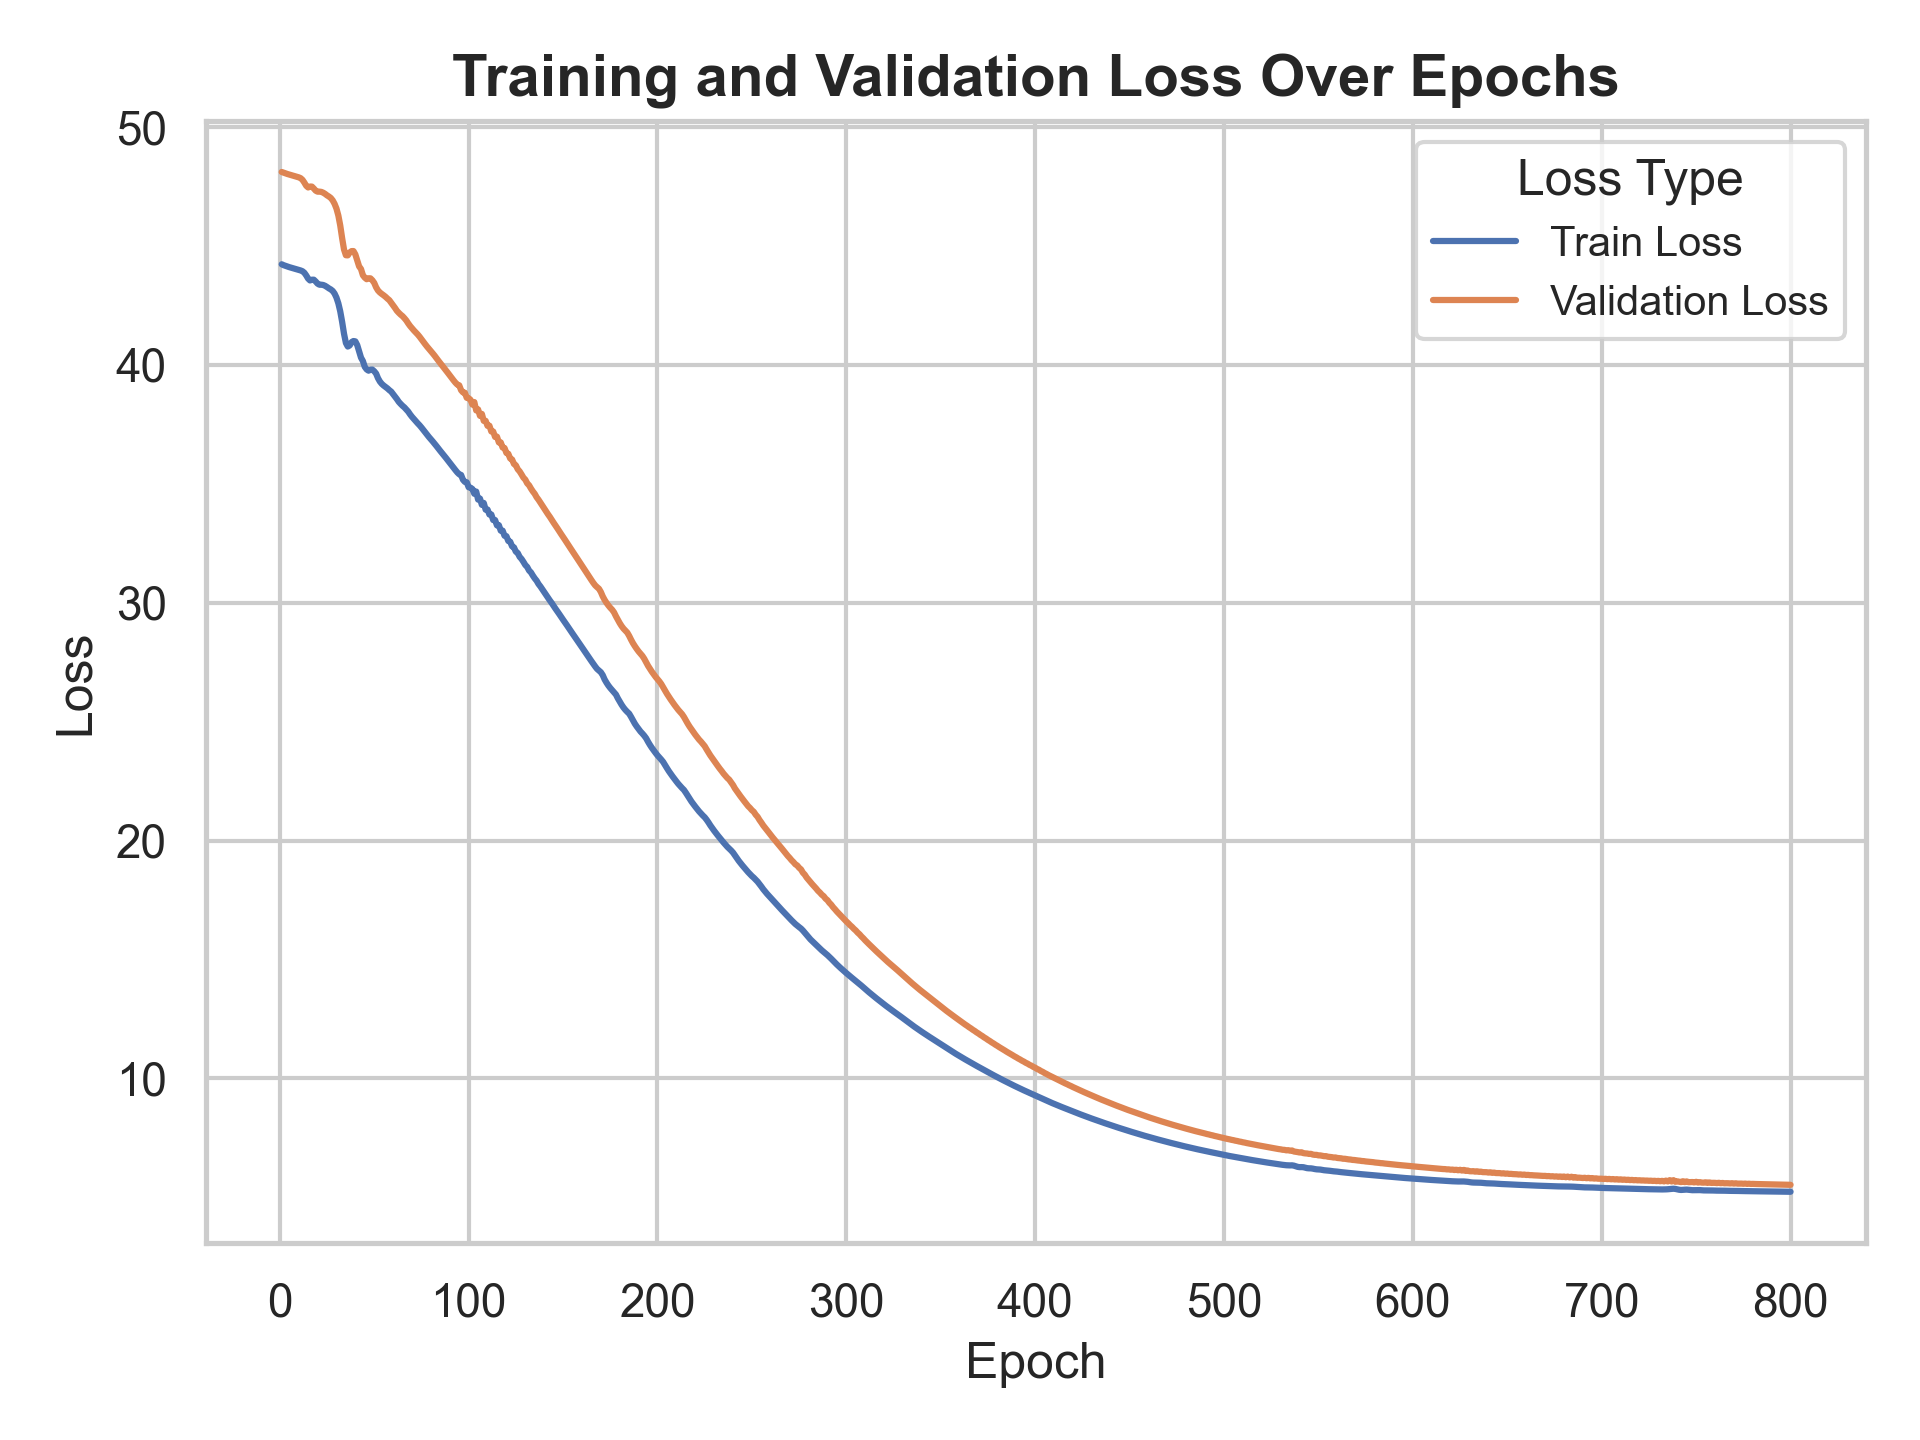 Training and Validation Loss Over Epochs
Loss Type
Train Loss
Validation Loss
Loss
50
40
30
20
10
0 100 200 300 400 500 600 700 800
Epoch